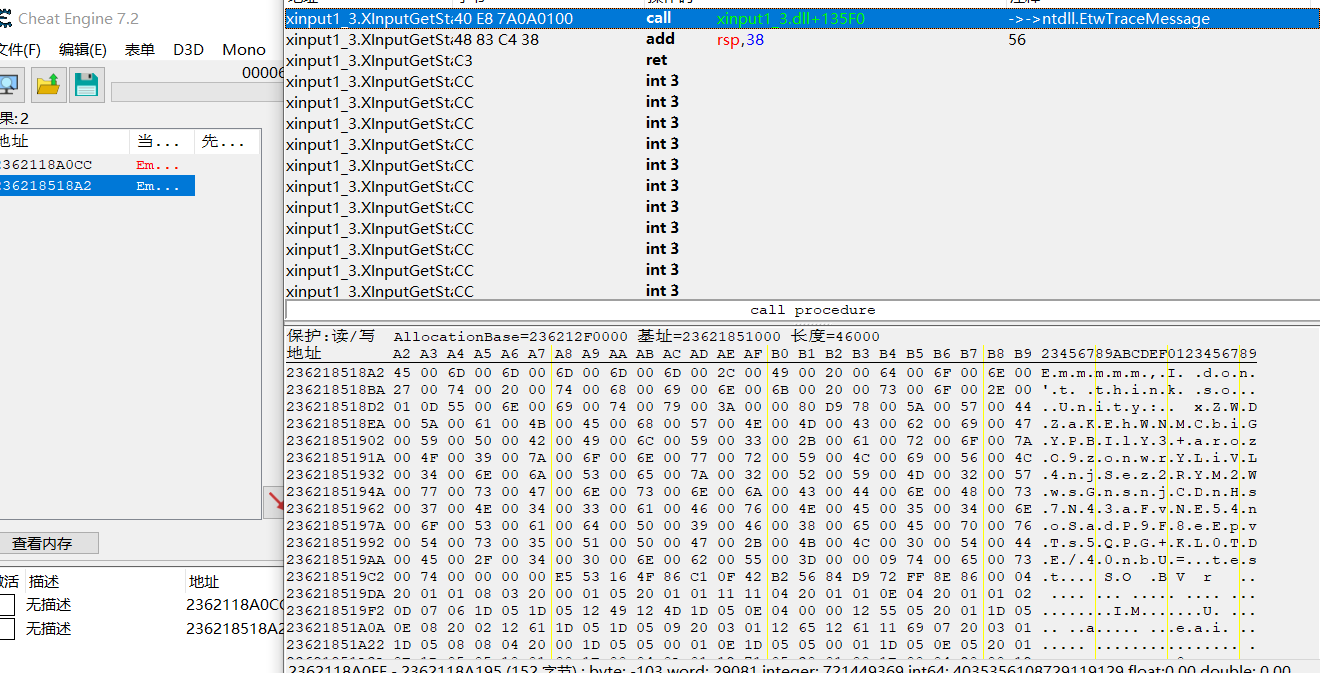 Cheat Engine 7.2
文件(F) 编辑(E) 表单 D3D Mono
00006
果:2
地址 当... 先...
2362118A0CC Em...
236218518A2 Em...
查看内存
激活 描述 地址
无描述 2362118A0CC
无描述 236218518A2
xinput1_3.XInputGetSta 40 E8 7A0A0100 call xinput1_3.dll+135F0 ->->ntdll.EtwTraceMessage
xinput1_3.XInputGetSta 48 83 C4 38 add rsp,38 56
xinput1_3.XInputGetSta C3 ret
xinput1_3.XInputGetSta CC int 3
xinput1_3.XInputGetSta CC int 3
xinput1_3.XInputGetSta CC int 3
xinput1_3.XInputGetSta CC int 3
xinput1_3.XInputGetSta CC int 3
xinput1_3.XInputGetSta CC int 3
xinput1_3.XInputGetSta CC int 3
xinput1_3.XInputGetSta CC int 3
xinput1_3.XInputGetSta CC int 3
xinput1_3.XInputGetSta CC int 3
xinput1_3.XInputGetSta CC int 3
call procedure
保护:读/写 AllocationBase=236212F0000 基址=23621851000 长度=46000
地址 A2 A3 A4 A5 A6 A7 A8 A9 AA AB AC AD AE AF B0 B1 B2 B3 B4 B5 B6 B7 B8 B9 23456789ABCDEF0123456789
236218518A2 45 00 6D 00 6D 00 6D 00 6D 00 6D 00 2C 00 49 00 20 00 64 00 6F 00 6E 00 E.m.m.m.m.m.,.I. .d.o.n.
236218518BA 27 00 74 00 20 00 74 00 68 00 69 00 6E 00 6B 00 20 00 73 00 6F 00 2E 00 '.t. .t.h.i.n.k. .s.o...
236218518D2 01 0D 55 00 6E 00 69 00 74 00 79 00 3A 00 00 80 D9 78 00 5A 00 57 00 44 ..U.n.i.t.y.:.. x.Z.W.D
236218518EA 00 5A 00 61 00 4B 00 45 00 68 00 57 00 4E 00 4D 00 43 00 62 00 69 00 47 .Z.a.K.E.h.W.N.M.C.b.i.G
23621851902 00 59 00 50 00 42 00 49 00 6C 00 59 00 33 00 2B 00 61 00 72 00 6F 00 7A .Y.P.B.I.l.Y.3.+.a.r.o.z
2362185191A 00 4F 00 39 00 7A 00 6F 00 6E 00 77 00 72 00 59 00 4C 00 69 00 56 00 4C .O.9.z.o.n.w.r.Y.L.i.V.L
23621851932 00 34 00 6E 00 6A 00 53 00 65 00 7A 00 32 00 52 00 59 00 4D 00 32 00 57 .4.n.j.S.e.z.2.R.Y.M.2.W
2362185194A 00 77 00 73 00 47 00 6E 00 73 00 6E 00 6A 00 43 00 44 00 6E 00 48 00 73 .w.s.G.n.s.n.j.C.D.n.H.s
23621851962 00 37 00 4E 00 34 00 33 00 61 00 46 00 76 00 4E 00 45 00 35 00 34 00 6E .7.N.4.3.a.F.v.N.E.5.4.n
2362185197A 00 6F 00 53 00 61 00 64 00 50 00 39 00 46 00 38 00 65 00 45 00 70 00 76 .o.S.a.d.P.9.F.8.e.E.p.v
23621851992 00 54 00 73 00 35 00 51 00 50 00 47 00 2B 00 4B 00 4C 00 30 00 54 00 44 .T.s.5.Q.P.G.+.K.L.0.T.D
236218519AA 00 45 00 2F 00 34 00 30 00 6E 00 62 00 55 00 3D 00 00 09 74 00 65 00 73 .E./.4.0.n.b.U.=...t.e.s
236218519C2 00 74 00 00 00 00 E5 53 16 4F 86 C1 0F 42 B2 56 84 D9 72 FF 8E 86 00 04 .t.... S.O .B V r ..
236218519DA 20 01 01 08 03 20 00 01 05 20 01 01 11 11 04 20 01 01 0E 04 20 01 01 02 .... ... ..... .... ...
236218519F2 0D 07 06 1D 05 1D 05 12 49 12 4D 1D 05 0E 04 00 00 12 55 05 20 01 1D 05 ........I.M.......U. ...
23621851A0A 0E 08 20 02 12 61 1D 05 1D 05 09 20 03 01 12 65 12 61 11 69 07 20 03 01 .. ..a..... ...e.a.i. ..
23621851A22 1D 05 08 08 04 20 00 1D 05 05 00 01 0E 1D 05 05 00 01 1D 05 0E 05 20 01 ..... ................ .
2362118A0FF - 2362118A195 (152 字节) : byte: -103 word: 29081 integer: 721449369 int64: 4035356108729119129 float:0.00 double: 0.00